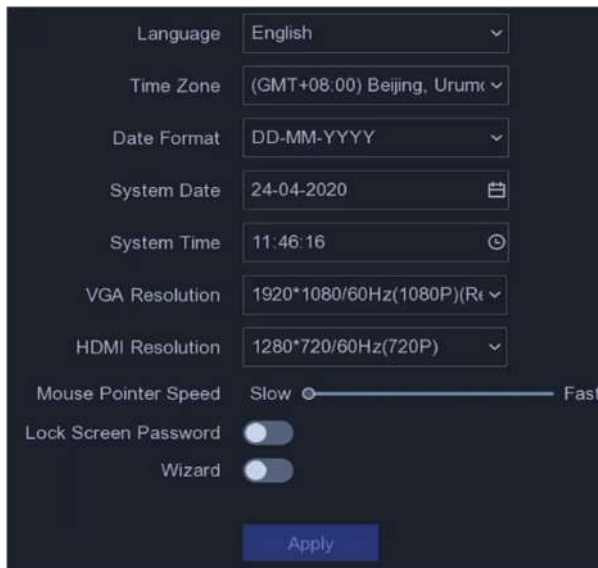 Language English
Time Zone (GMT+08:00) Beijing,
Date Format DD-MM-YYYY
System Date 24-04-2020
System Time 11:46:16
VGA Resolution 1920*1080/60Hz(1080P)
HDMI Resolution 1280*720/60Hz(720P)
Mouse Pointer Speed Slow Fast
Lock Screen Password
Wizard
Apply